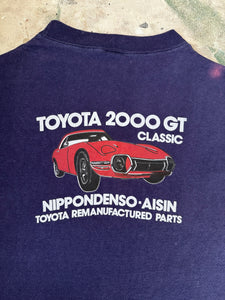 TOYOTA 2000 GT
CLASSIC
NIPPONDENSO·AISIN
TOYOTA REMANUFACTURED PARTS